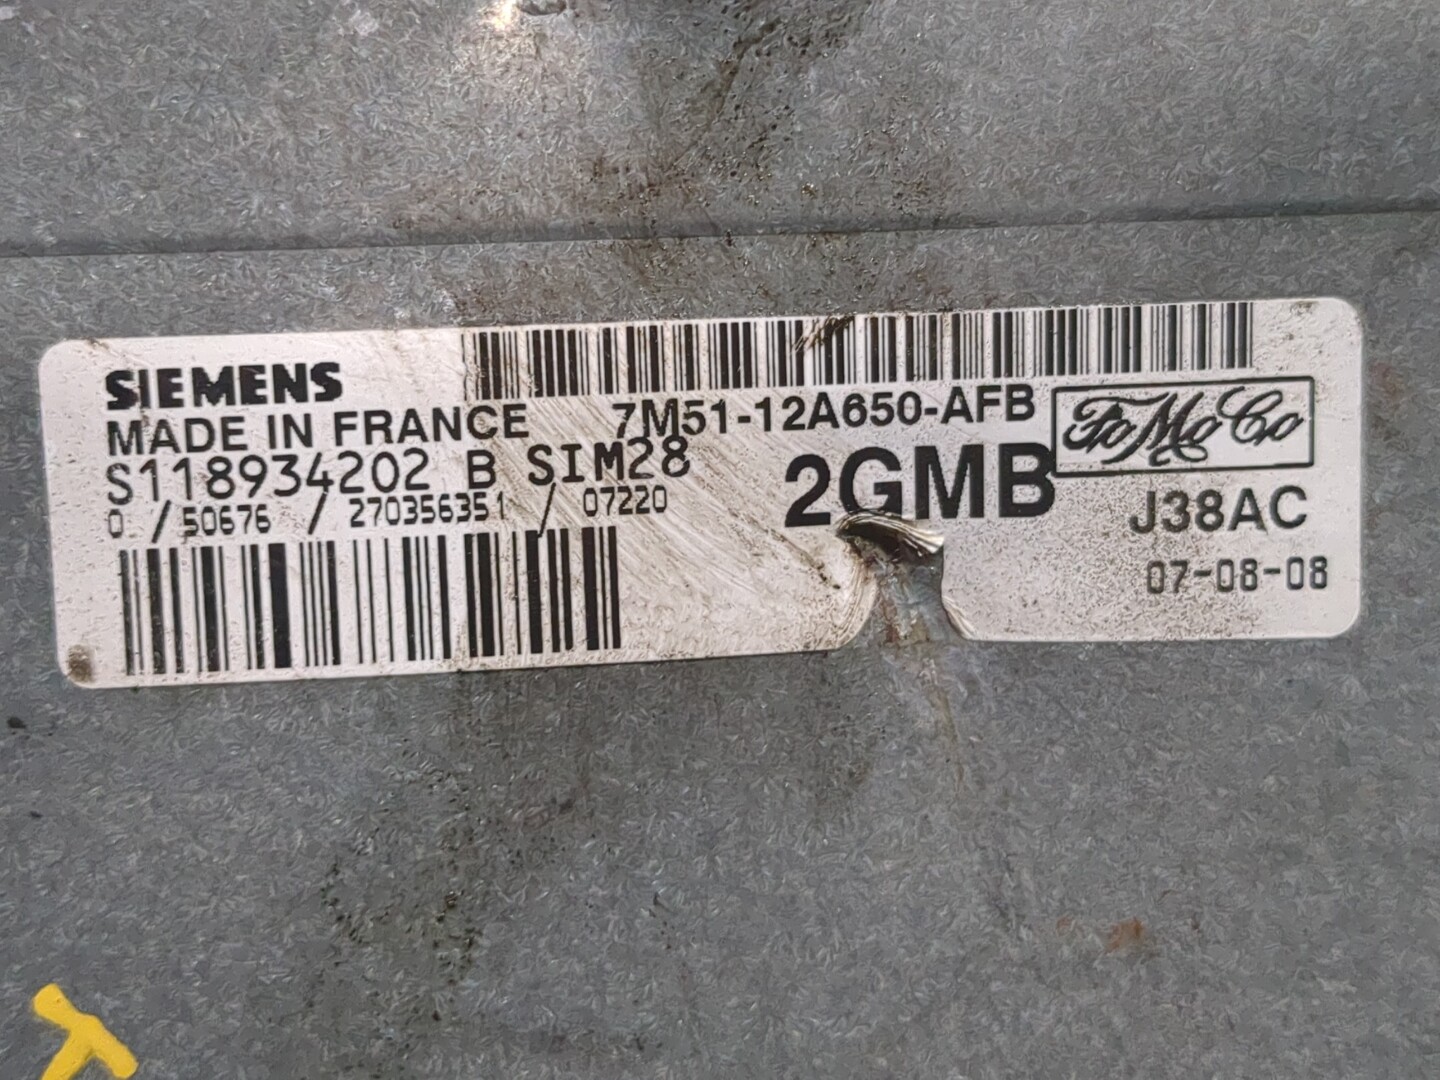 SIEMENS
MADE IN FRANCE 7M51-12A650-AFB FoMoCo
S118934202 B SIM28 2GMB J38AC
0 / 50676 / 270356351 / 07220
07-08-08
T